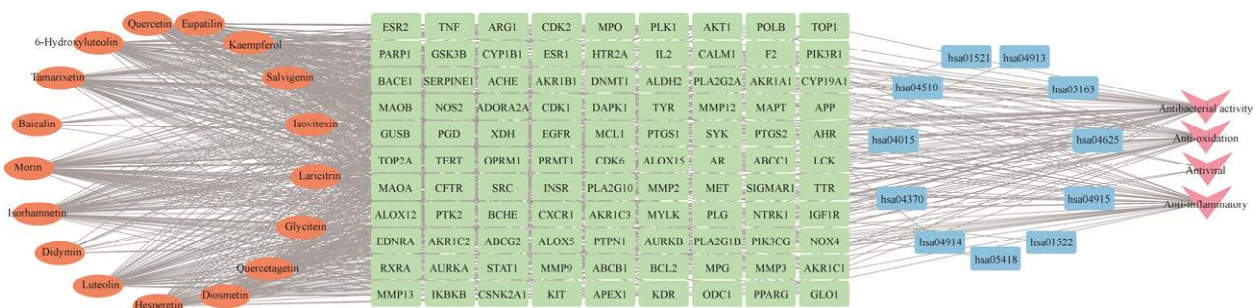 Quercetin
Eupatilin
6-Hydroxyluteolin
Kaempferol
Tamarixetin
Salvigenin
Baicalin
Isovitexin
Morin
Laricitrin
Isorhamnetin
Glycitein
Didymin
Quercetagetin
Luteolin
Diosmetin
Hesperetin
ESR2 TNF ARG1 CDK2 MPO PLK1 AKT1 POLB TOP1
PARP1 GSK3B CYP1B1 ESR1 HTR2A IL2 CALM1 F2 PIK3R1
BACE1 SERPINE1 ACHE AKR1B1 DNMT1 ALDH2 PLA2G2A AKR1A1 CYP19A1
MAOB NOS2 ADORA2A CDK1 DAPK1 TYR MMP12 MAPT APP
GUSB PGD XDH EGFR MCL1 PTGS1 SYK PTGS2 AHR
TOP2A TERT OPRM1 PRMT1 CDK6 ALOX15 AR ABCC1 LCK
MAOA CFTR SRC INSR PLA2G10 MMP2 MET SIGMAR1 TTR
ALOX12 PTK2 BCHE CXCR1 AKR1C3 MYLK PLG NTRK1 IGF1R
EDNRA AKR1C2 ABCG2 ALOX5 PTPN1 AURKB PLA2G1B PIK3CG NOX4
RXRA AURKA STAT1 MMP9 ABCB1 BCL2 MPG MMP3 AKR1C1
MMP13 IKBKB CSNK2A1 KIT APEX1 KDR ODC1 PPARG GLO1
hsa01521
hsa04913
hsa04510
hsa05163
hsa04015
hsa04625
hsa04370
hsa04915
hsa04914
hsa01522
hsa05418
Antibacterial activity
Anti-oxidation
Antiviral
Anti-inflammatory